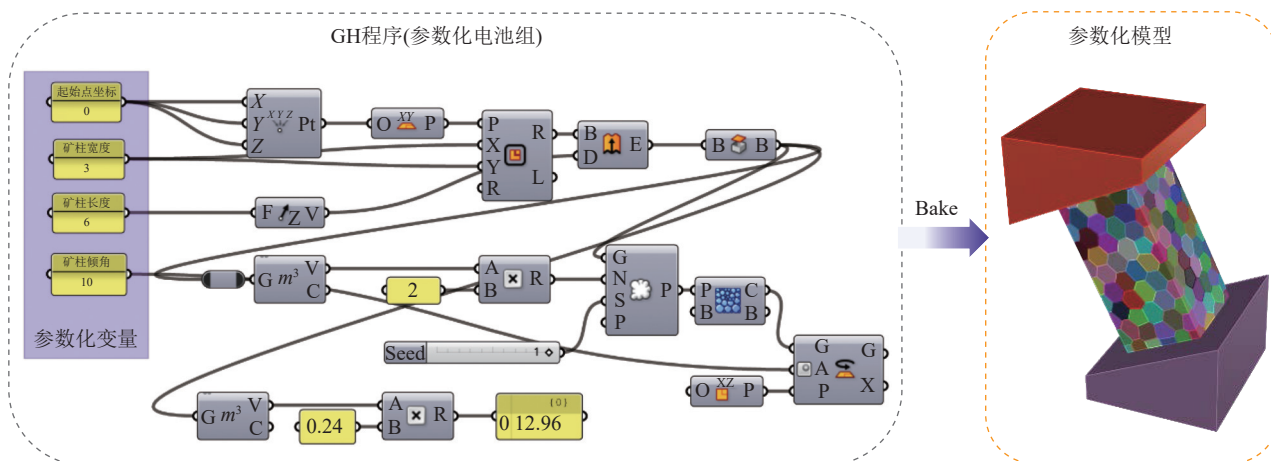 GH程序(参数化电池组)
参数化模型
起始点坐标
0
矿柱宽度
3
矿柱长度
6
矿柱倾角
10
参数化变量
X
Y
Z
XYZ
Pt
O XY P
P
X
Y
R
R
L
B
D
E
B B
F Z V
G m³
V
C
2
A
B
R
G
N
S
P
P
P
B
C
B
Seed 1
O XZ P
G
A
P
G
X
G m³
V
C
0.24
A
B
R
{0}
0 12.96
Bake